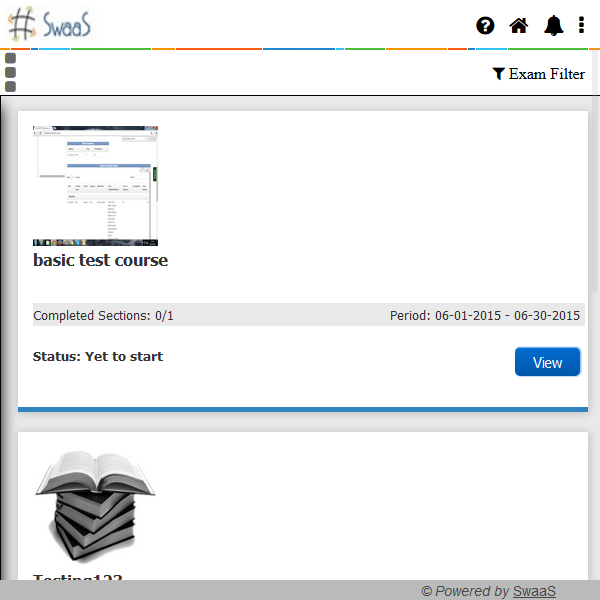 SwaaS
Exam Filter
basic test course
Completed Sections: 0/1 Period: 06-01-2015 - 06-30-2015
Status: Yet to start
View
Testing123
© Powered by SwaaS